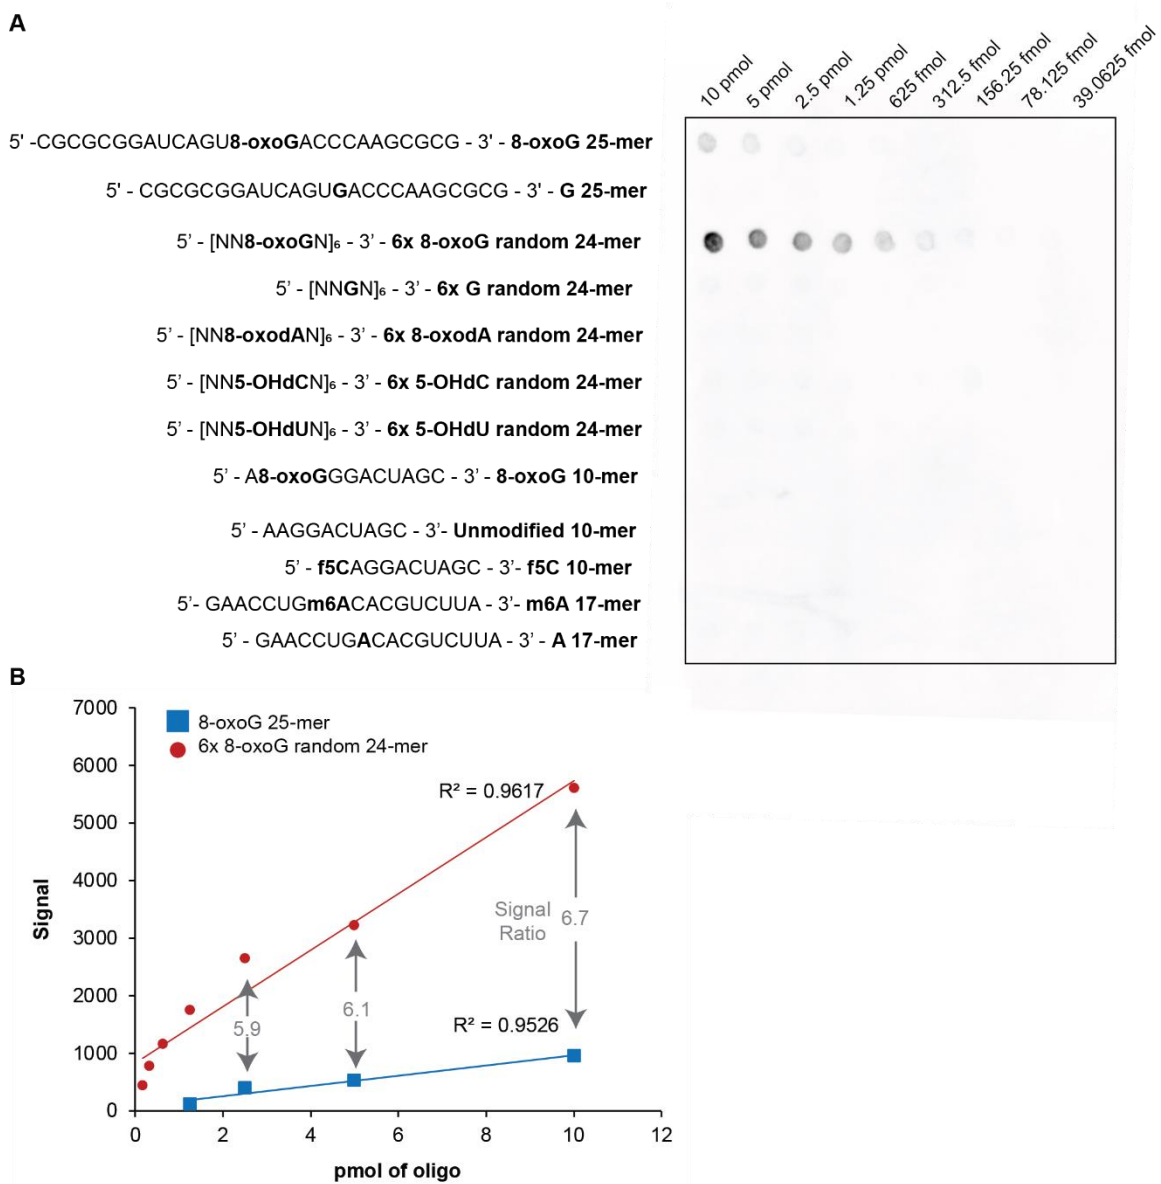 A
10 pmol
5 pmol
2.5 pmol
1.25 pmol
625 fmol
312.5 fmol
156.25 fmol
78.125 fmol
39.0625 fmol
5' -CGCGCGGAUCAGU8-oxoGACCCAAGCGCG - 3' - 8-oxoG 25-mer
5' - CGCGCGGAUCAGUGACCCAAGCGCG - 3' - G 25-mer
5' - [NN8-oxoGN]₆ - 3' - 6x 8-oxoG random 24-mer
5' - [NNGN]₆ - 3' - 6x G random 24-mer
5' - [NN8-oxodAN]₆ - 3' - 6x 8-oxodA random 24-mer
5' - [NN5-OHdCN]₆ - 3' - 6x 5-OHdC random 24-mer
5' - [NN5-OHdUN]₆ - 3' - 6x 5-OHdU random 24-mer
5' - A8-oxoGGGACUAGC - 3' - 8-oxoG 10-mer
5' - AAGGACUAGC - 3'- Unmodified 10-mer
5' - f5CAGGACUAGC - 3'- f5C 10-mer
5'- GAACCUGm6ACACGUCUUA - 3'- m6A 17-mer
5' - GAACCUGACACGUCUUA - 3' - A 17-mer
B
7000
6000
5000
4000
3000
2000
1000
0
Signal
8-oxoG 25-mer
6x 8-oxoG random 24-mer
R² = 0.9617
Signal Ratio
6.7
6.1
5.9
R² = 0.9526
0 2 4 6 8 10 12
pmol of oligo